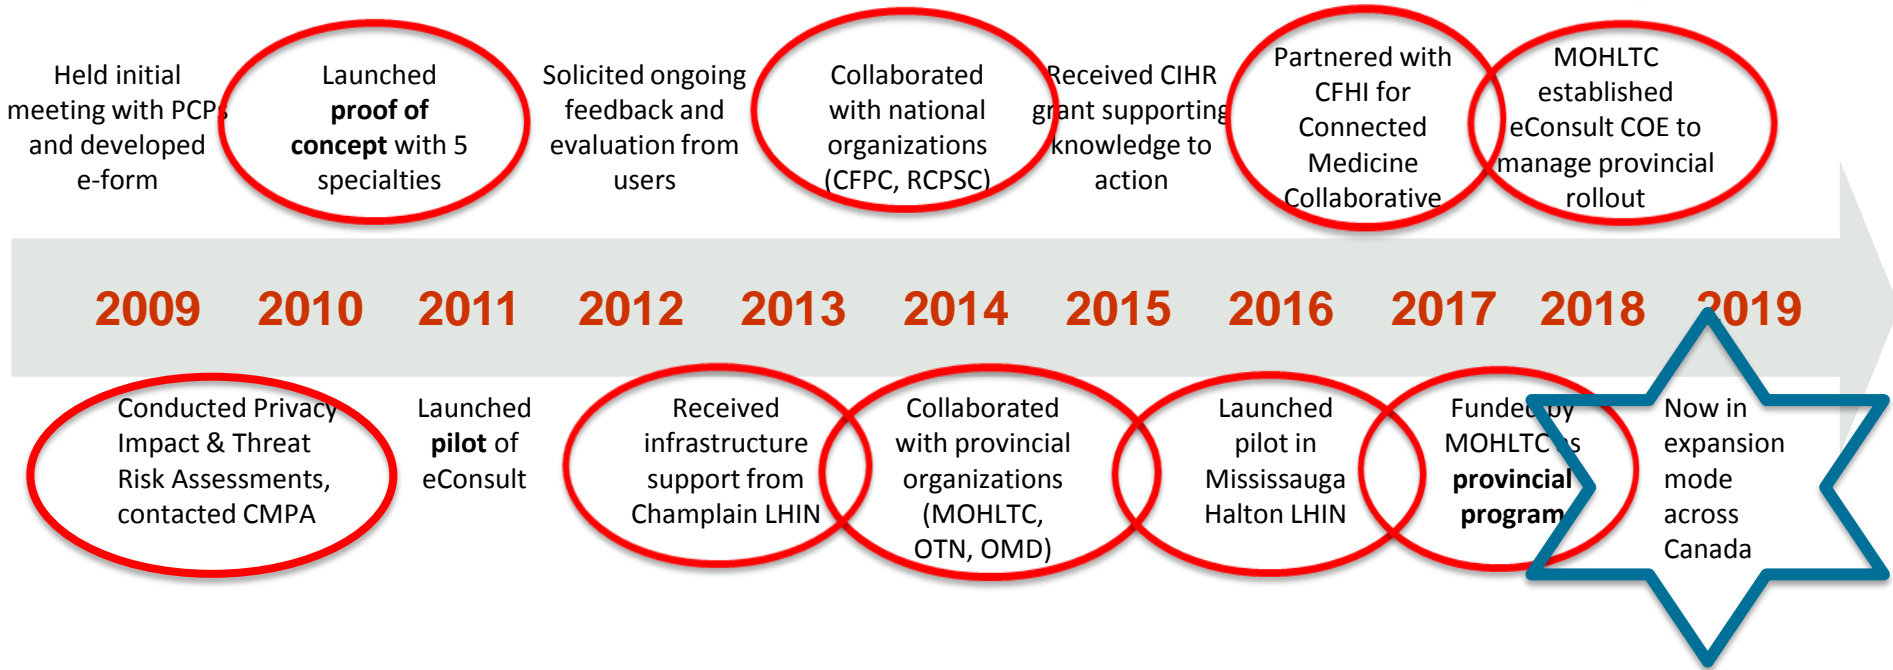 Held initial
meeting with PCPs
and developed
e-form
Launched
proof of
concept with 5
specialties
Solicited ongoing
feedback and
evaluation from
users
Collaborated
with national
organizations
(CFPC, RCPSC)
Received CIHR
grant supporting
knowledge to
action
Partnered with
CFHI for
Connected
Medicine
Collaborative
MOHLTC
established
eConsult COE to
manage provincial
rollout
2009 2010 2011 2012 2013 2014 2015 2016 2017 2018 2019
Conducted Privacy
Impact & Threat
Risk Assessments,
contacted CMPA
Launched
pilot of
eConsult
Received
infrastructure
support from
Champlain LHIN
Collaborated
with provincial
organizations
(MOHLTC,
OTN, OMD)
Launched
pilot in
Mississauga
Halton LHIN
Funded by
MOHLTC as
provincial
program
Now in
expansion
mode
across
Canada